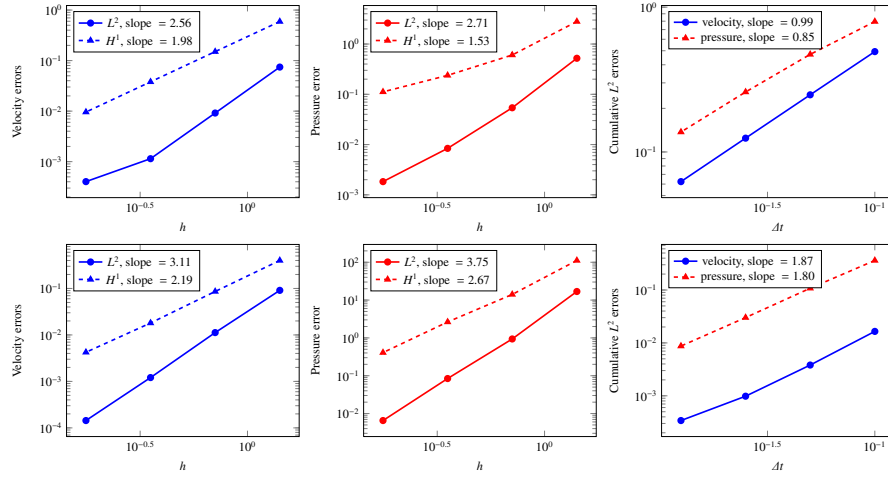 L², slope = 2.56
H¹, slope = 1.98
10⁰
10⁻¹
10⁻²
10⁻³
Velocity errors
10⁻⁰·⁵
10⁰
h
L², slope = 2.71
H¹, slope = 1.53
10⁰
10⁻¹
10⁻²
10⁻³
Pressure error
10⁻⁰·⁵
10⁰
h
velocity, slope = 0.99
pressure, slope = 0.85
10⁻¹
Cumulative L² errors
10⁻¹·⁵
10⁻¹
Δt
L², slope = 3.11
H¹, slope = 2.19
10⁻¹
10⁻²
10⁻³
10⁻⁴
Velocity errors
10⁻⁰·⁵
10⁰
h
L², slope = 3.75
H¹, slope = 2.67
10²
10¹
10⁰
10⁻¹
10⁻²
Pressure error
10⁻⁰·⁵
10⁰
h
velocity, slope = 1.87
pressure, slope = 1.80
10⁻¹
10⁻²
10⁻³
Cumulative L² errors
10⁻¹·⁵
10⁻¹
Δt